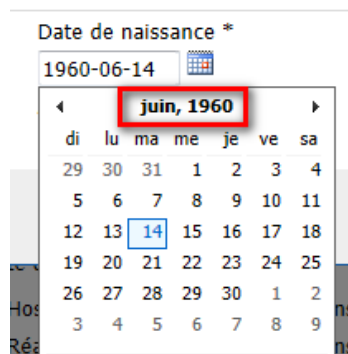 Date de naissance *
1960-06-14
juin, 1960
di lu ma me je ve sa
29 30 31 1 2 3 4
5 6 7 8 9 10 11
12 13 14 15 16 17 18
19 20 21 22 23 24 25
26 27 28 29 30 1 2
3 4 5 6 7 8 9